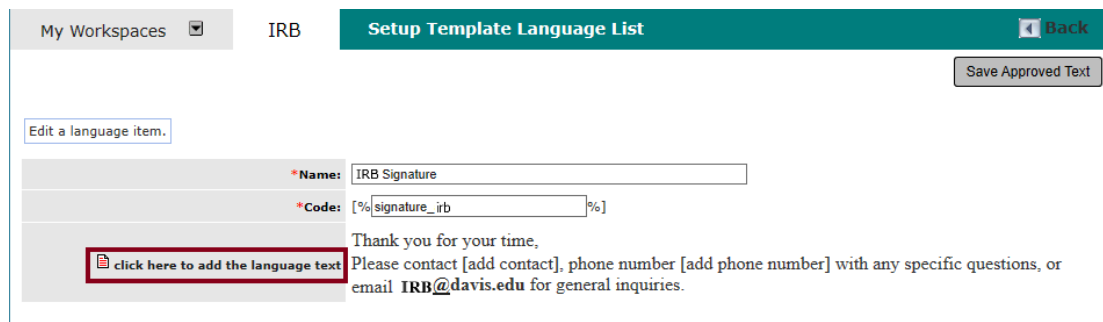 My Workspaces IRB Setup Template Language List Back
Save Approved Text
Edit a language item.
*Name: IRB Signature
*Code: [% signature_irb %]
Thank you for your time,
click here to add the language text Please contact [add contact], phone number [add phone number] with any specific questions, or
email IRB@davis.edu for general inquiries.